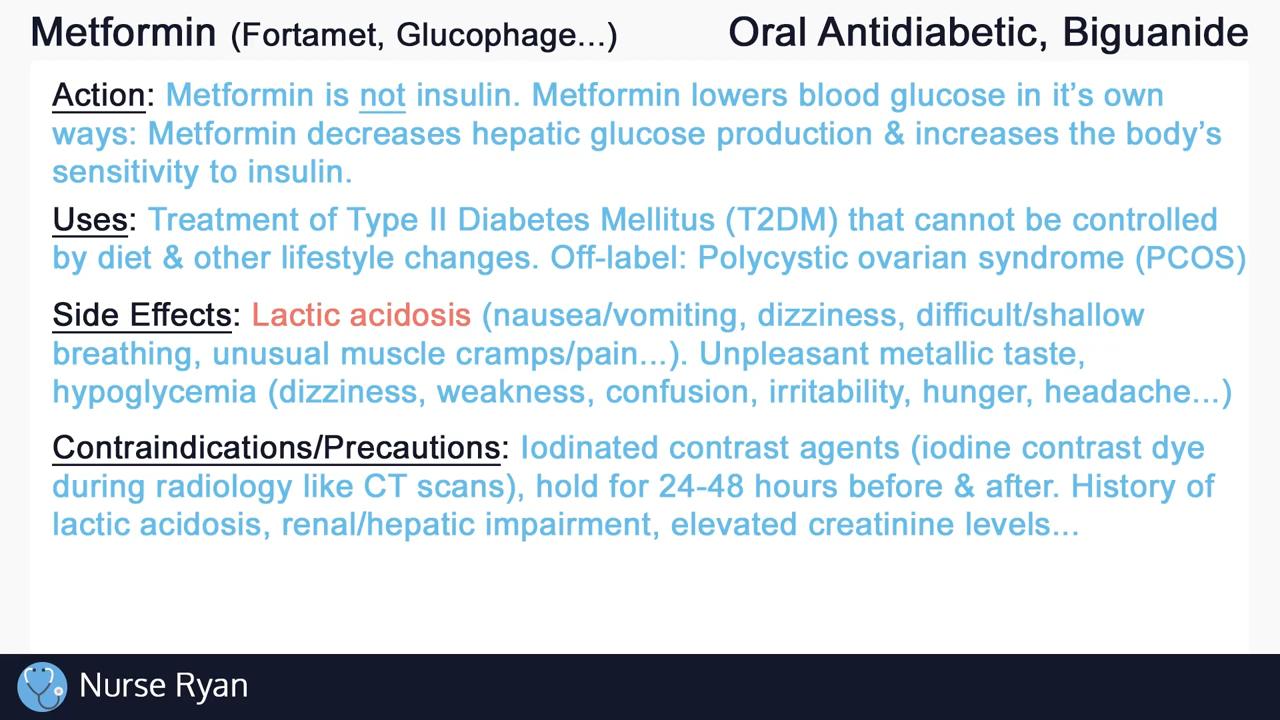 Metformin (Fortamet, Glucophage...) Oral Antidiabetic, Biguanide
Action: Metformin is not insulin. Metformin lowers blood glucose in it’s own
ways: Metformin decreases hepatic glucose production & increases the body’s
sensitivity to insulin.
Uses: Treatment of Type II Diabetes Mellitus (T2DM) that cannot be controlled
by diet & other lifestyle changes. Off-label: Polycystic ovarian syndrome (PCOS)
Side Effects: Lactic acidosis (nausea/vomiting, dizziness, difficult/shallow
breathing, unusual muscle cramps/pain...). Unpleasant metallic taste,
hypoglycemia (dizziness, weakness, confusion, irritability, hunger, headache...)
Contraindications/Precautions: Iodinated contrast agents (iodine contrast dye
during radiology like CT scans), hold for 24-48 hours before & after. History of
lactic acidosis, renal/hepatic impairment, elevated creatinine levels...
Nurse Ryan